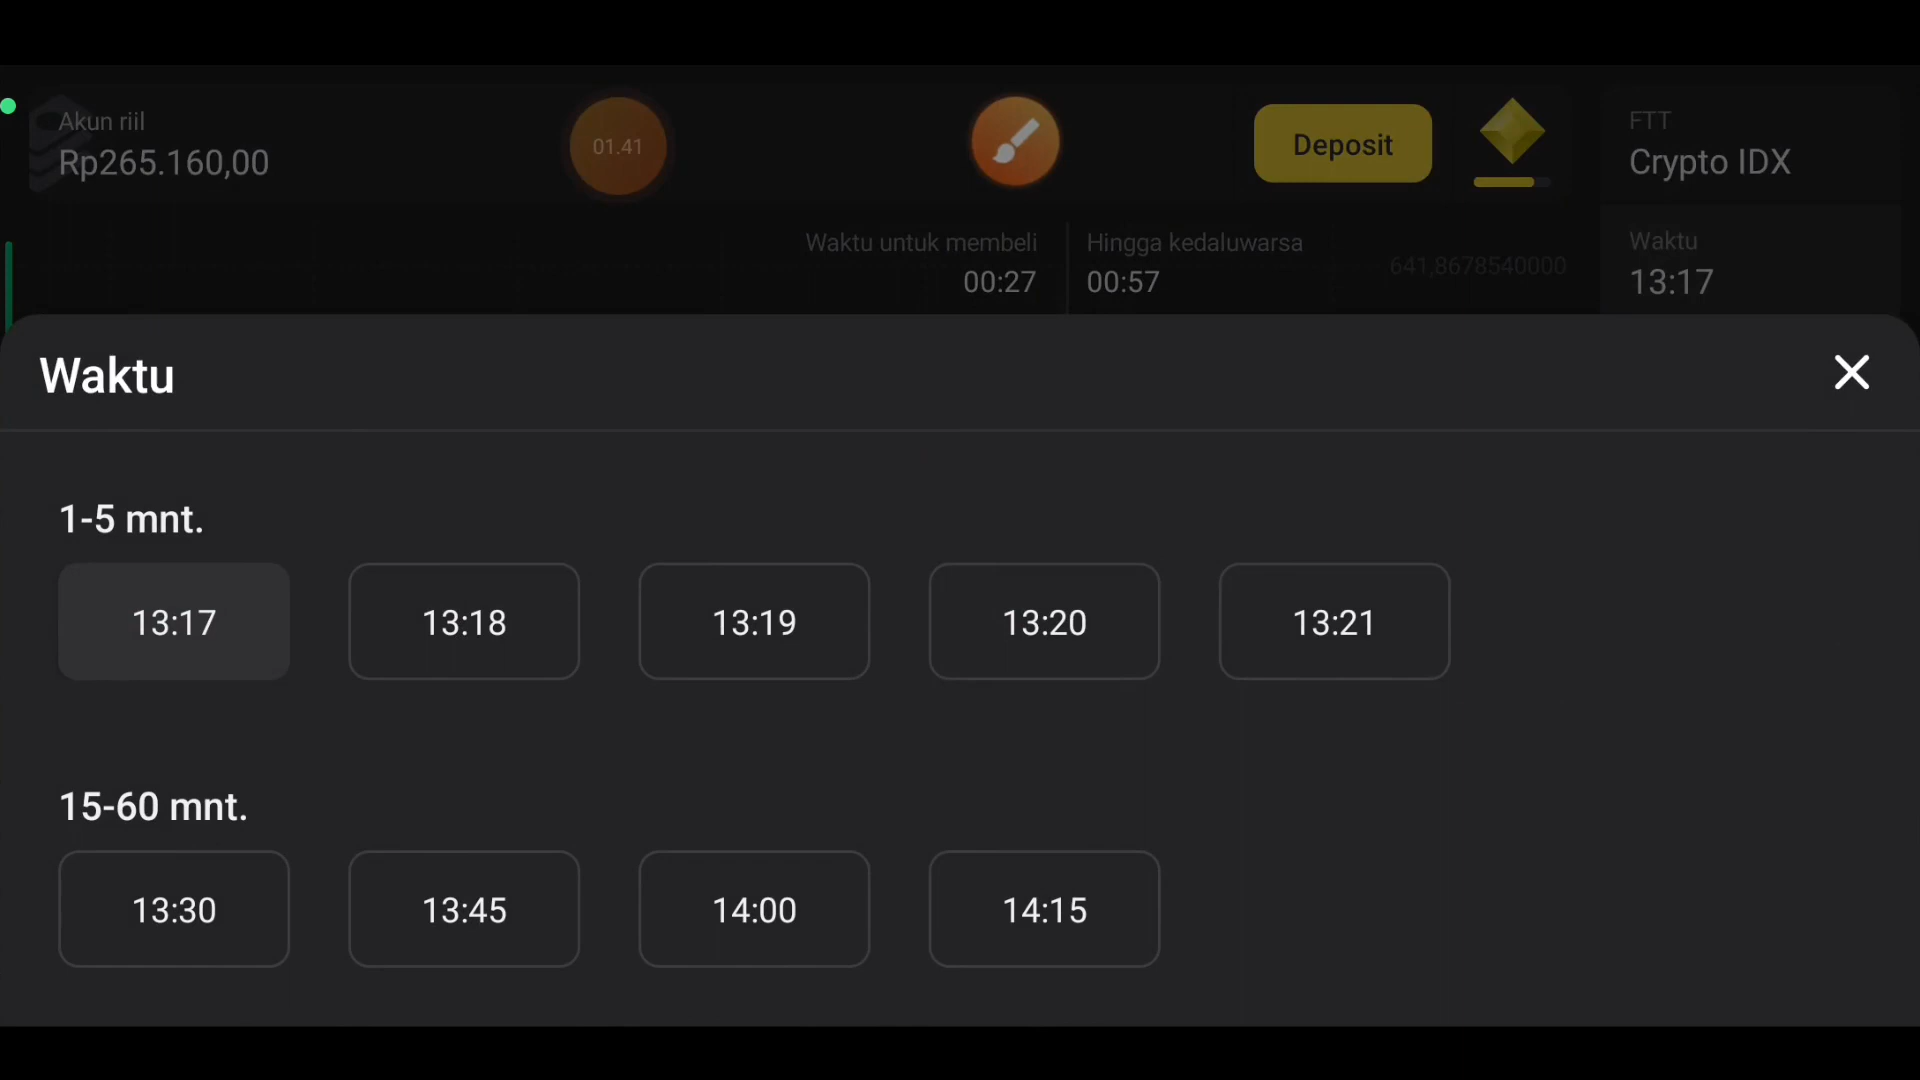 Akun riil
Rp265.160,00
01.41
Deposit
FTT
Crypto IDX
Waktu untuk membeli
00:27
Hingga kedaluwarsa
00:57
641,8678540000
Waktu
13:17
Waktu
1-5 mnt.
13:17 13:18 13:19 13:20 13:21
15-60 mnt.
13:30 13:45 14:00 14:15